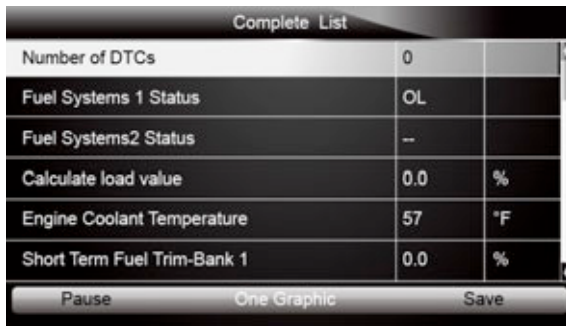 Complete List
Number of DTCs 0
Fuel Systems 1 Status OL
Fuel Systems2 Status --
Calculate load value 0.0 %
Engine Coolant Temperature 57 °F
Short Term Fuel Trim-Bank 1 0.0 %
Pause One Graphic Save